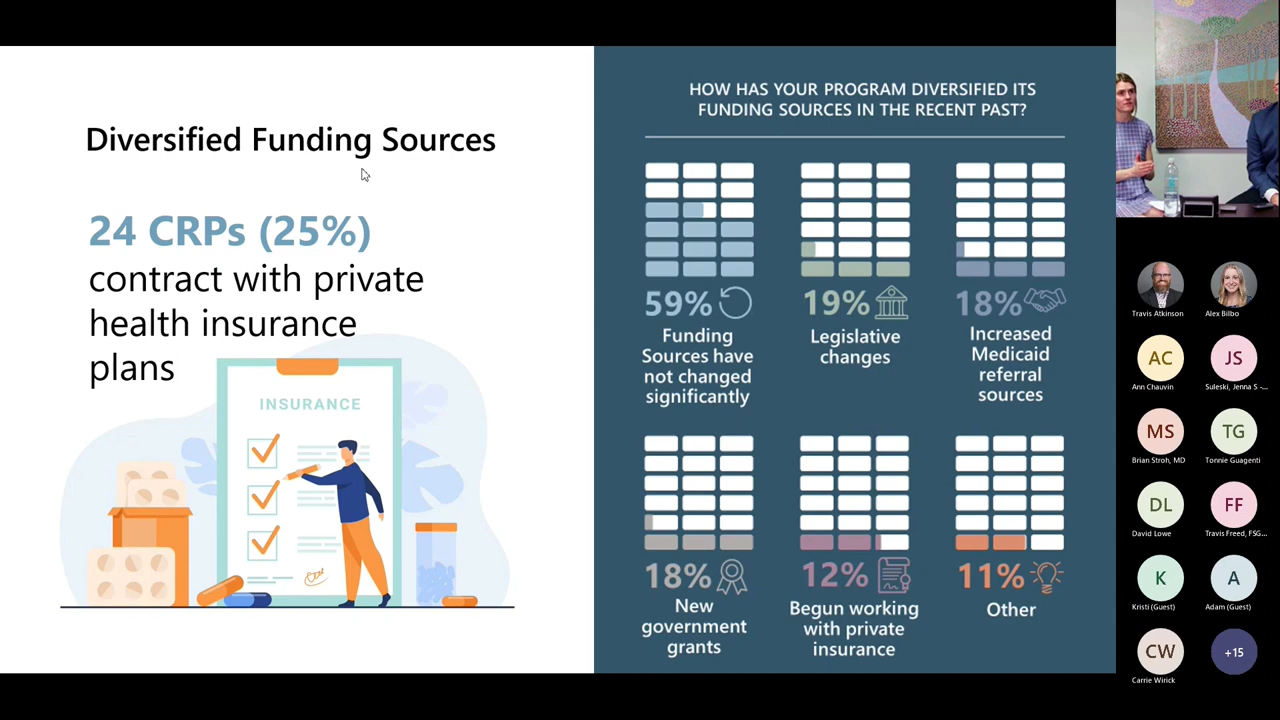 Diversified Funding Sources
24 CRPs (25%)
contract with private
health insurance
plans
INSURANCE
HOW HAS YOUR PROGRAM DIVERSIFIED ITS
FUNDING SOURCES IN THE RECENT PAST?
59%
Funding
Sources have
not changed
significantly
19%
Legislative
changes
18%
Increased
Medicaid
referral
sources
18%
New
government
grants
12%
Begun working
with private
insurance
11%
Other
Travis Atkinson
Alex Bilbo
AC
Ann Chauvin
JS
Suleski, Jenna S -...
MS
Brian Stroh, MD
TG
Tonnie Guagenti
DL
David Lowe
FF
Travis Freed, FSG...
K
Kristi (Guest)
A
Adam (Guest)
CW
Carrie Wirick
+15